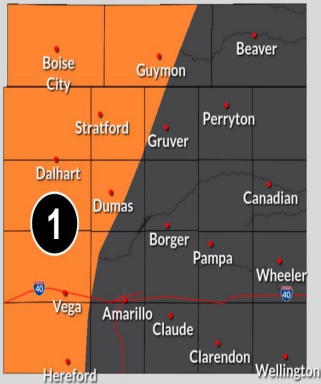 Beaver
Boise
City
Guymon
Perryton
Stratford
Gruver
Dalhart
Canadian
Dumas
1
Borger
Pampa
Wheeler
40
40
Vega
Amarillo
Claude
Clarendon
Hereford
Wellington